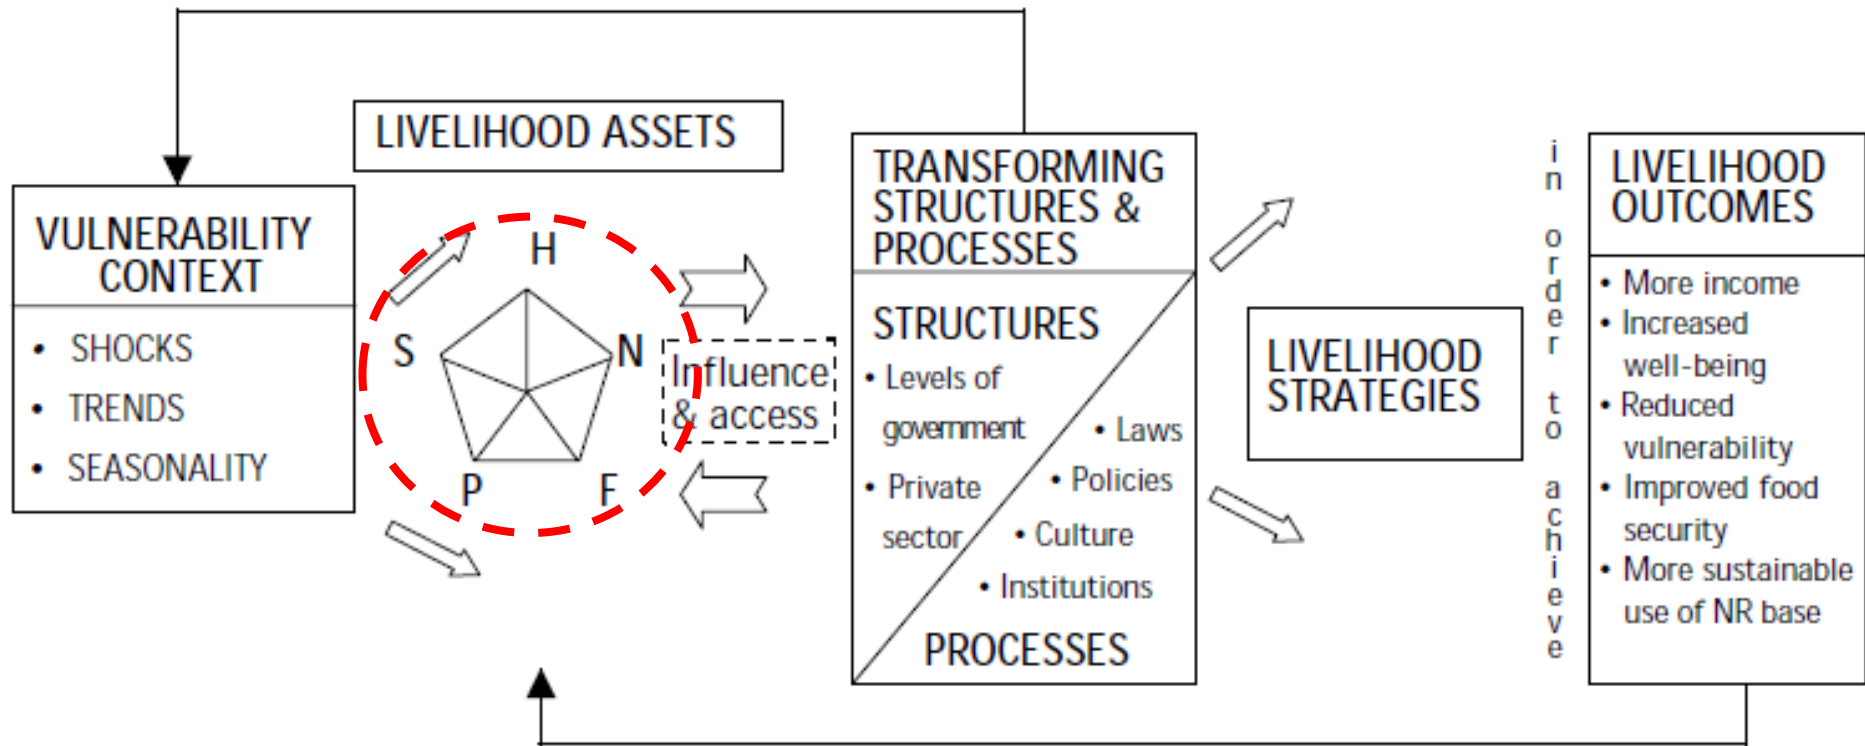 LIVELIHOOD ASSETS
VULNERABILITY
CONTEXT
• SHOCKS
• TRENDS
• SEASONALITY
H
S
N
P
F
Influence
& access
TRANSFORMING
STRUCTURES &
PROCESSES
STRUCTURES
• Levels of
government
• Private
sector
• Laws
• Policies
• Culture
• Institutions
PROCESSES
LIVELIHOOD
STRATEGIES
in order to achieve
LIVELIHOOD
OUTCOMES
• More income
• Increased
well-being
• Reduced
vulnerability
• Improved food
security
• More sustainable
use of NR base